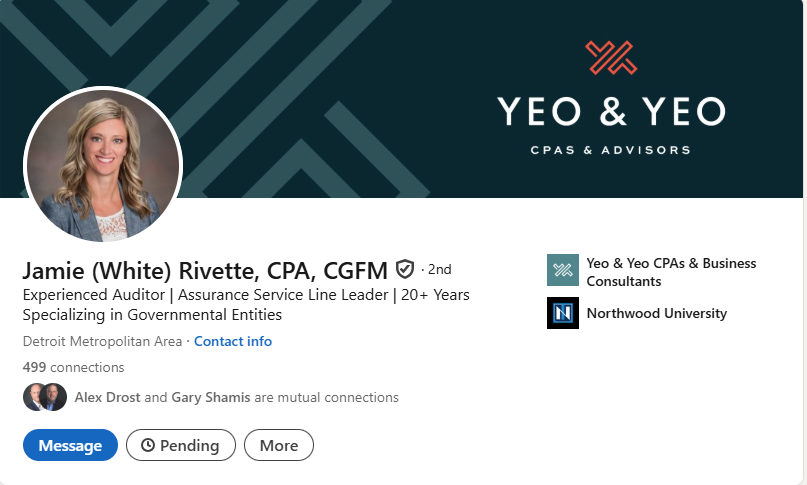 YEO & YEO
CPAS & ADVISORS
Jamie (White) Rivette, CPA, CGFM · 2nd
Experienced Auditor | Assurance Service Line Leader | 20+ Years
Specializing in Governmental Entities
Detroit Metropolitan Area · Contact info
499 connections
Alex Drost and Gary Shamis are mutual connections
Message
Pending
More
Yeo & Yeo CPAs & Business
Consultants
N
Northwood University